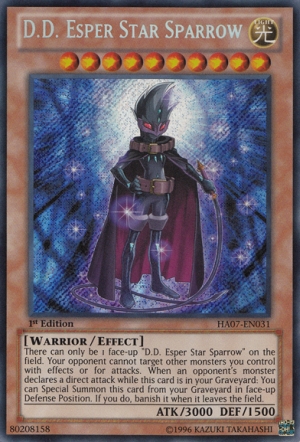 D.D. Esper Star Sparrow
LIGHT
光
1st Edition
HA07-EN031
[Warrior / Effect]
There can only be 1 face-up "D.D. Esper Star Sparrow" on the
field. Your opponent cannot target other monsters you control
with effects or for attacks. When an opponent's monster
declares a direct attack while this card is in your Graveyard: You
can Special Summon this card from your Graveyard in face-up
Defense Position. If you do, banish it when it leaves the field.
ATK/3000 DEF/1500
80208158
©1996 KAZUKI TAKAHASHI